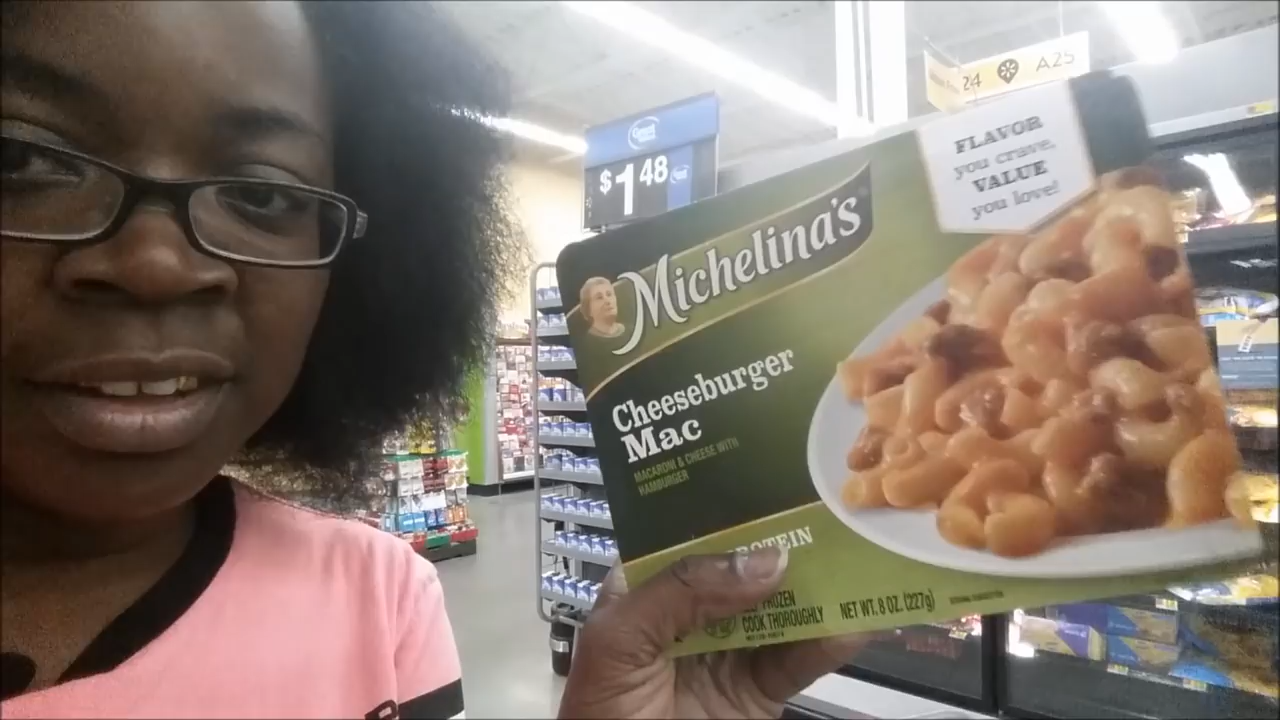 24 A25
Great
$1 48
FLAVOR
you crave,
VALUE
you love!
Michelina's
Cheeseburger
Mac
MACARONI & CHEESE WITH
HAMBURGER
PROTEIN
FROZEN
COOK THOROUGHLY
NET WT. 8 OZ. (227g)